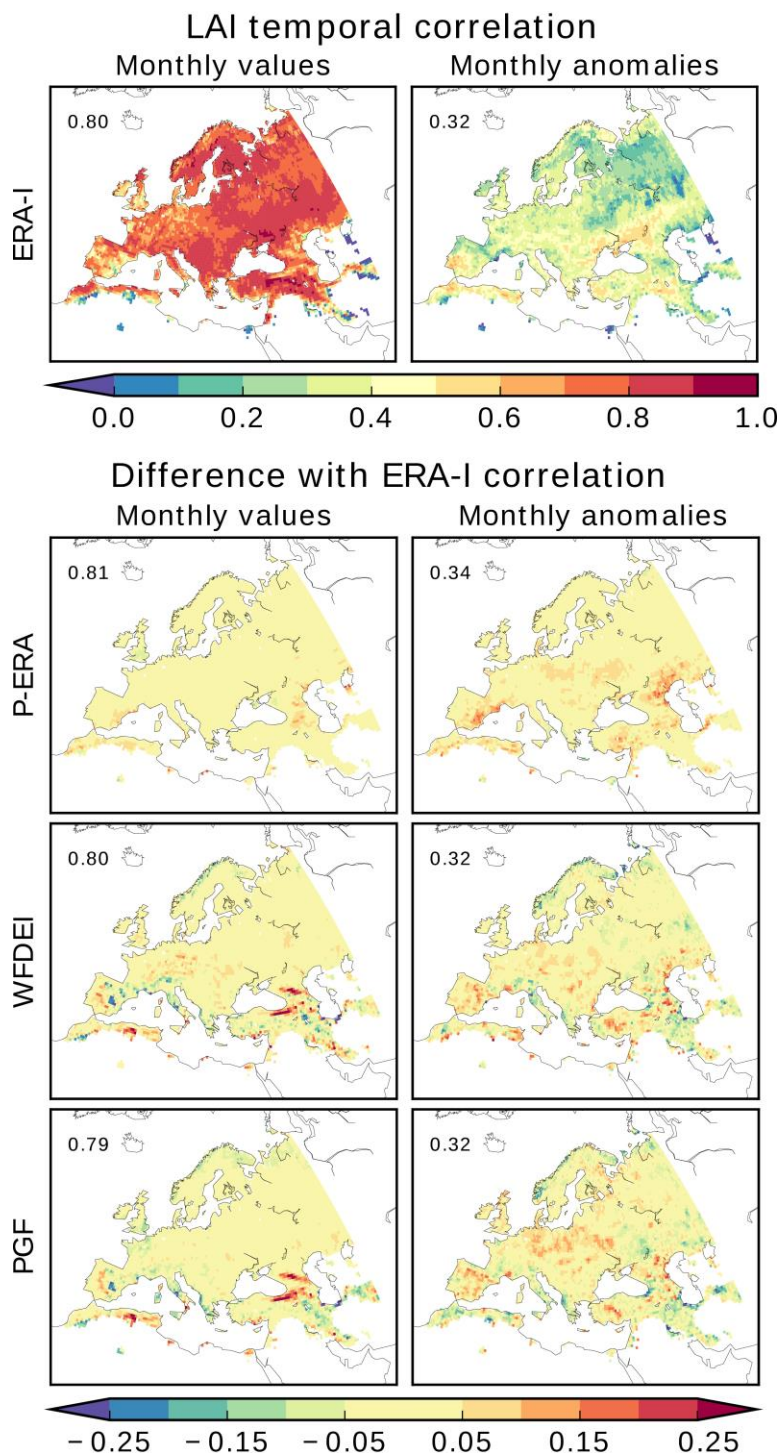 LAI temporal correlation
Monthly values Monthly anomalies
ERA-I
0.80 0.32
0.0 0.2 0.4 0.6 0.8 1.0
Difference with ERA-I correlation
Monthly values Monthly anomalies
P-ERA
0.81 0.34
WFDEI
0.80 0.32
PGF
0.79 0.32
−0.25 −0.15 −0.05 0.05 0.15 0.25